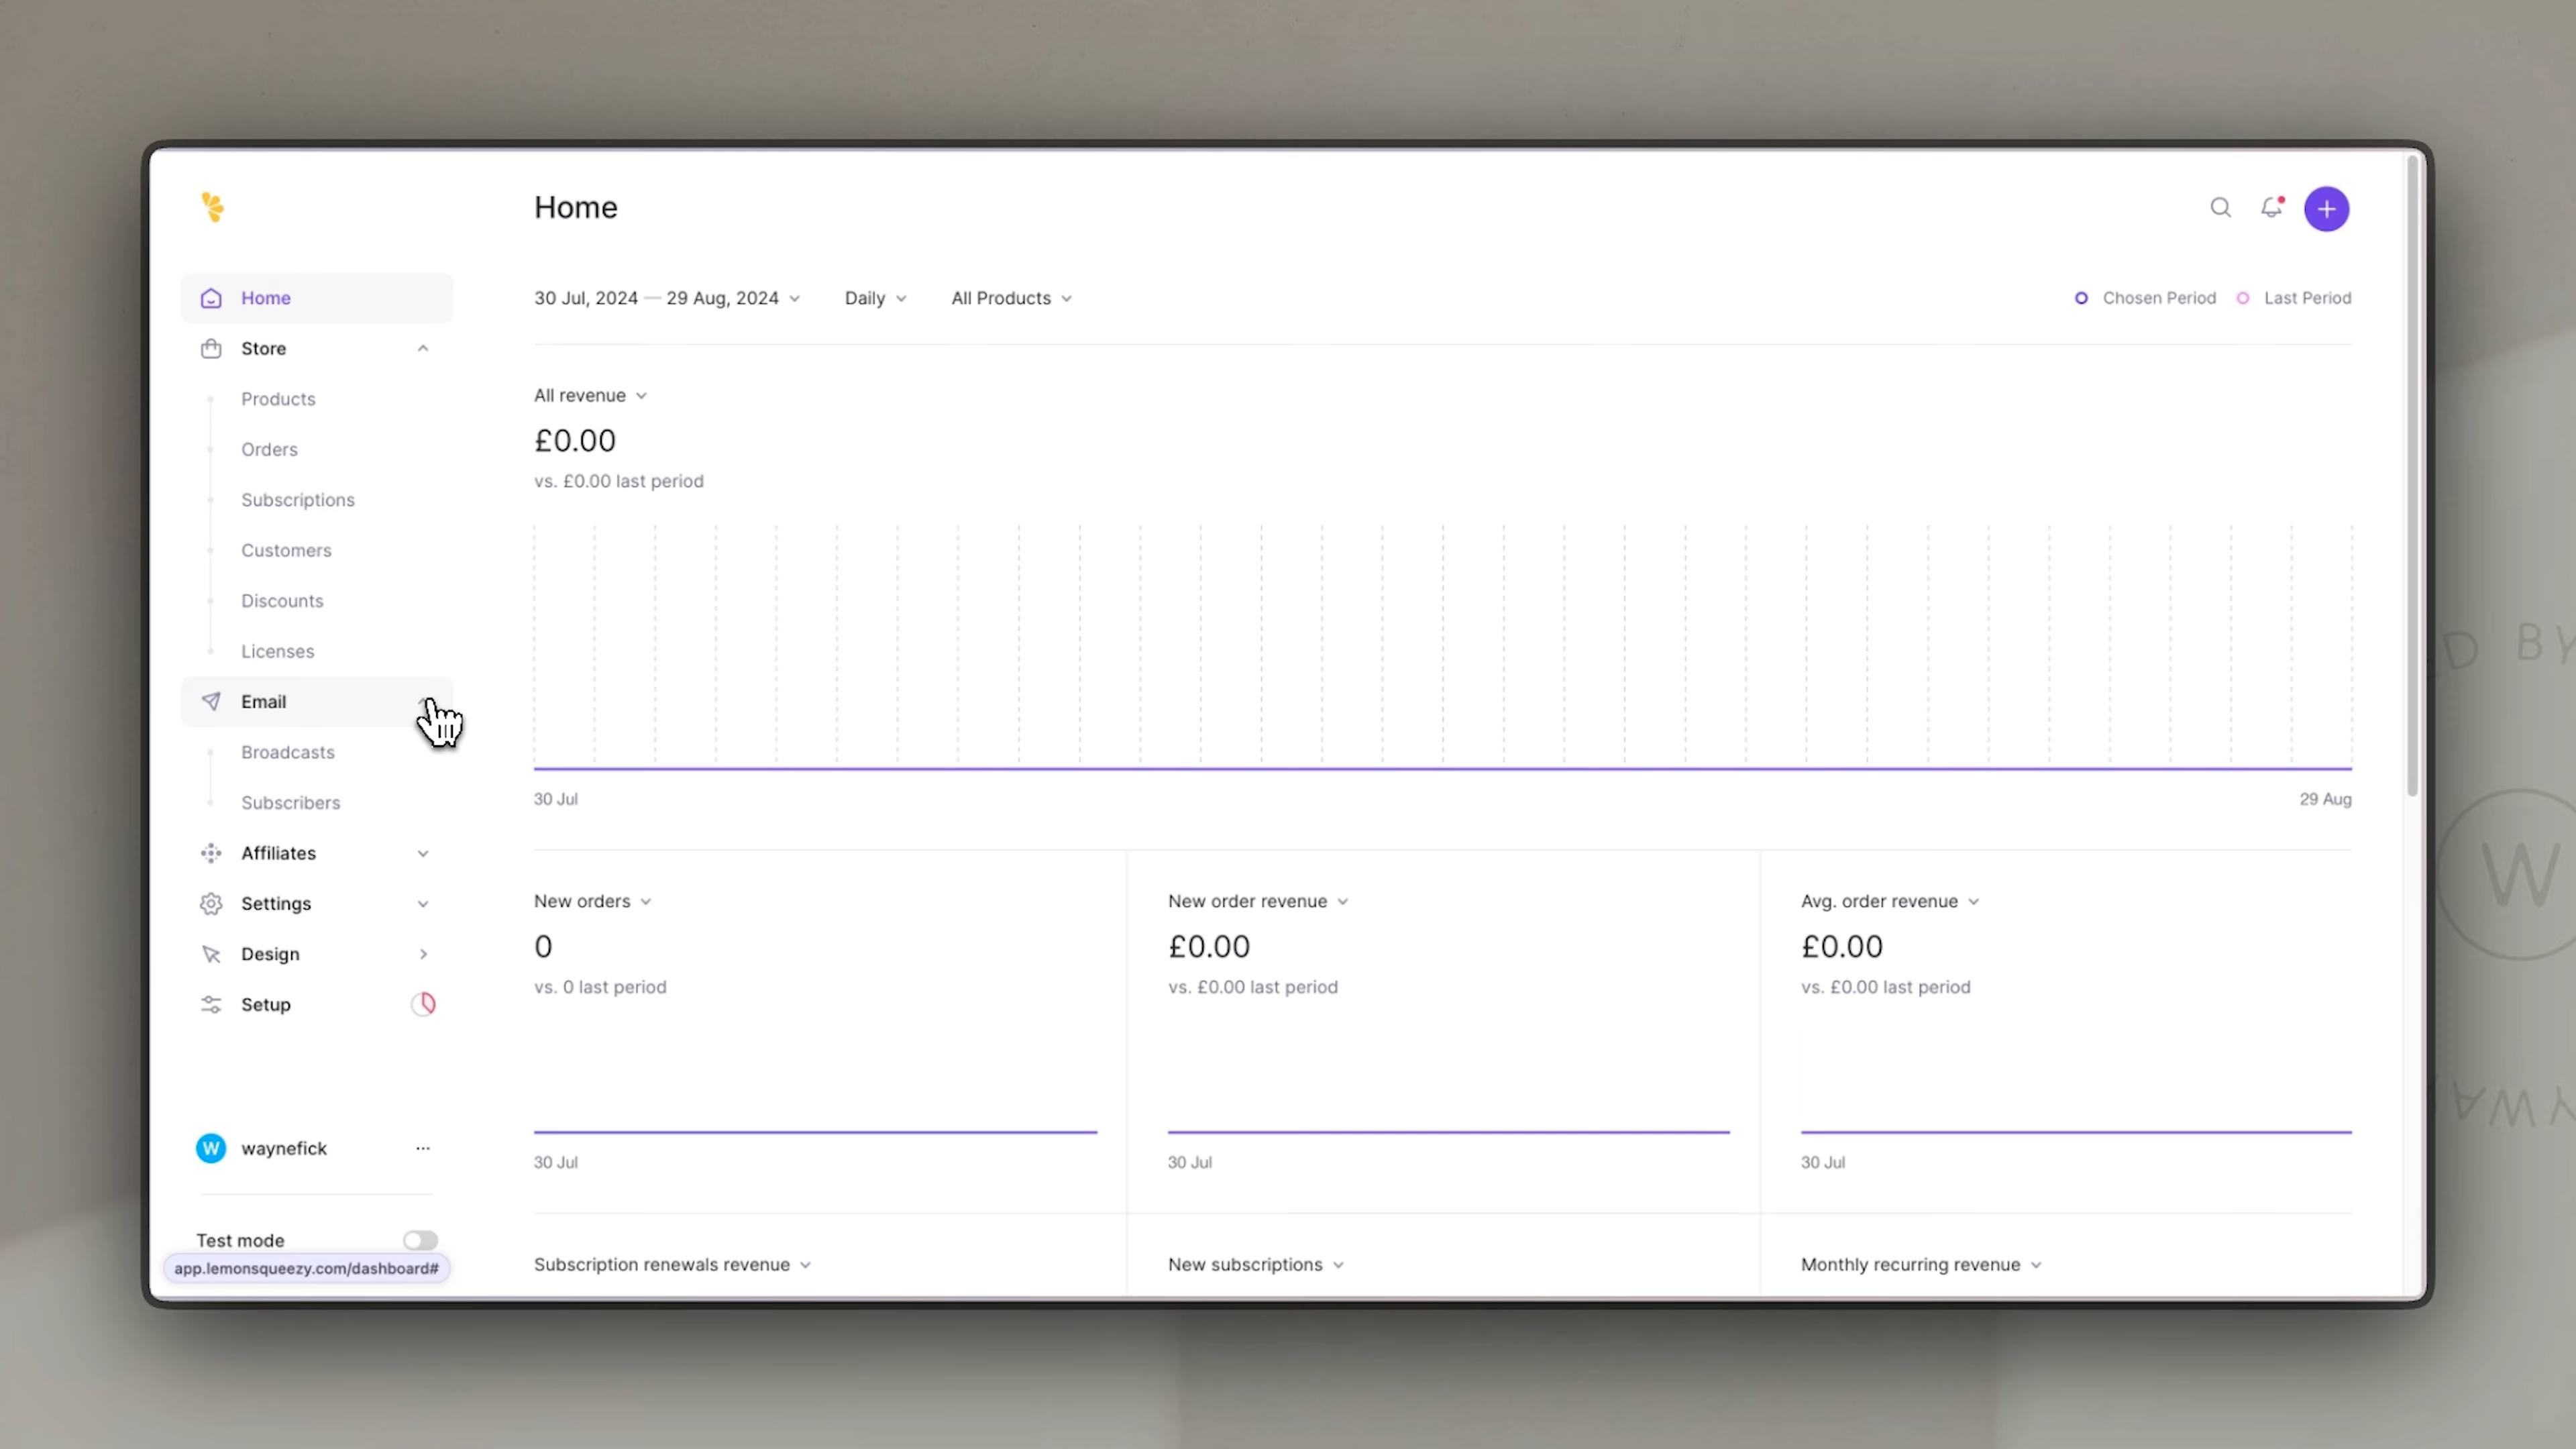 Home
30 Jul, 2024 — 29 Aug, 2024
Daily
All Products
Chosen Period
Last Period
Home
Store
Products
Orders
Subscriptions
Customers
Discounts
Licenses
Email
Broadcasts
Subscribers
Affiliates
Settings
Design
Setup
W waynefick ...
Test mode
app.lemonsqueezy.com/dashboard#
All revenue
£0.00
vs. £0.00 last period
30 Jul
29 Aug
New orders
0
vs. 0 last period
30 Jul
New order revenue
£0.00
vs. £0.00 last period
30 Jul
Avg. order revenue
£0.00
vs. £0.00 last period
30 Jul
Subscription renewals revenue
New subscriptions
Monthly recurring revenue
BY
W